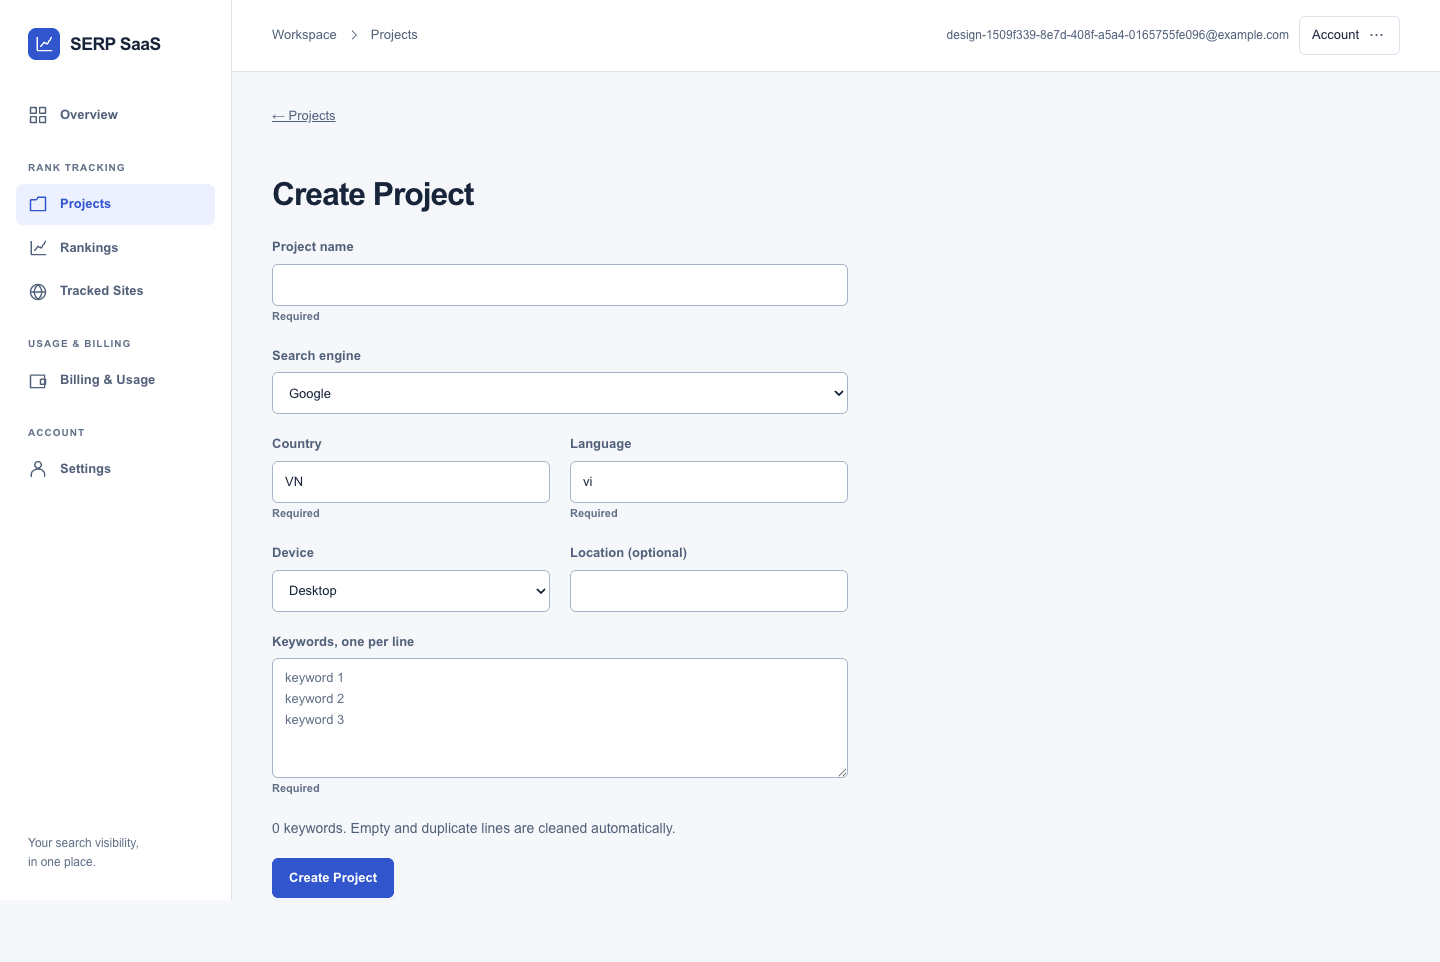 SERP SaaS
Overview
RANK TRACKING
Projects
Rankings
Tracked Sites
USAGE & BILLING
Billing & Usage
ACCOUNT
Settings
Your search visibility,
in one place.
Workspace > Projects
design-1509f339-8e7d-408f-a5a4-0165755fe096@example.com
Account ···
← Projects
Create Project
Project name
Required
Search engine
Google
Country
VN
Required
Language
vi
Required
Device
Desktop
Location (optional)
Keywords, one per line
keyword 1
keyword 2
keyword 3
Required
0 keywords. Empty and duplicate lines are cleaned automatically.
Create Project